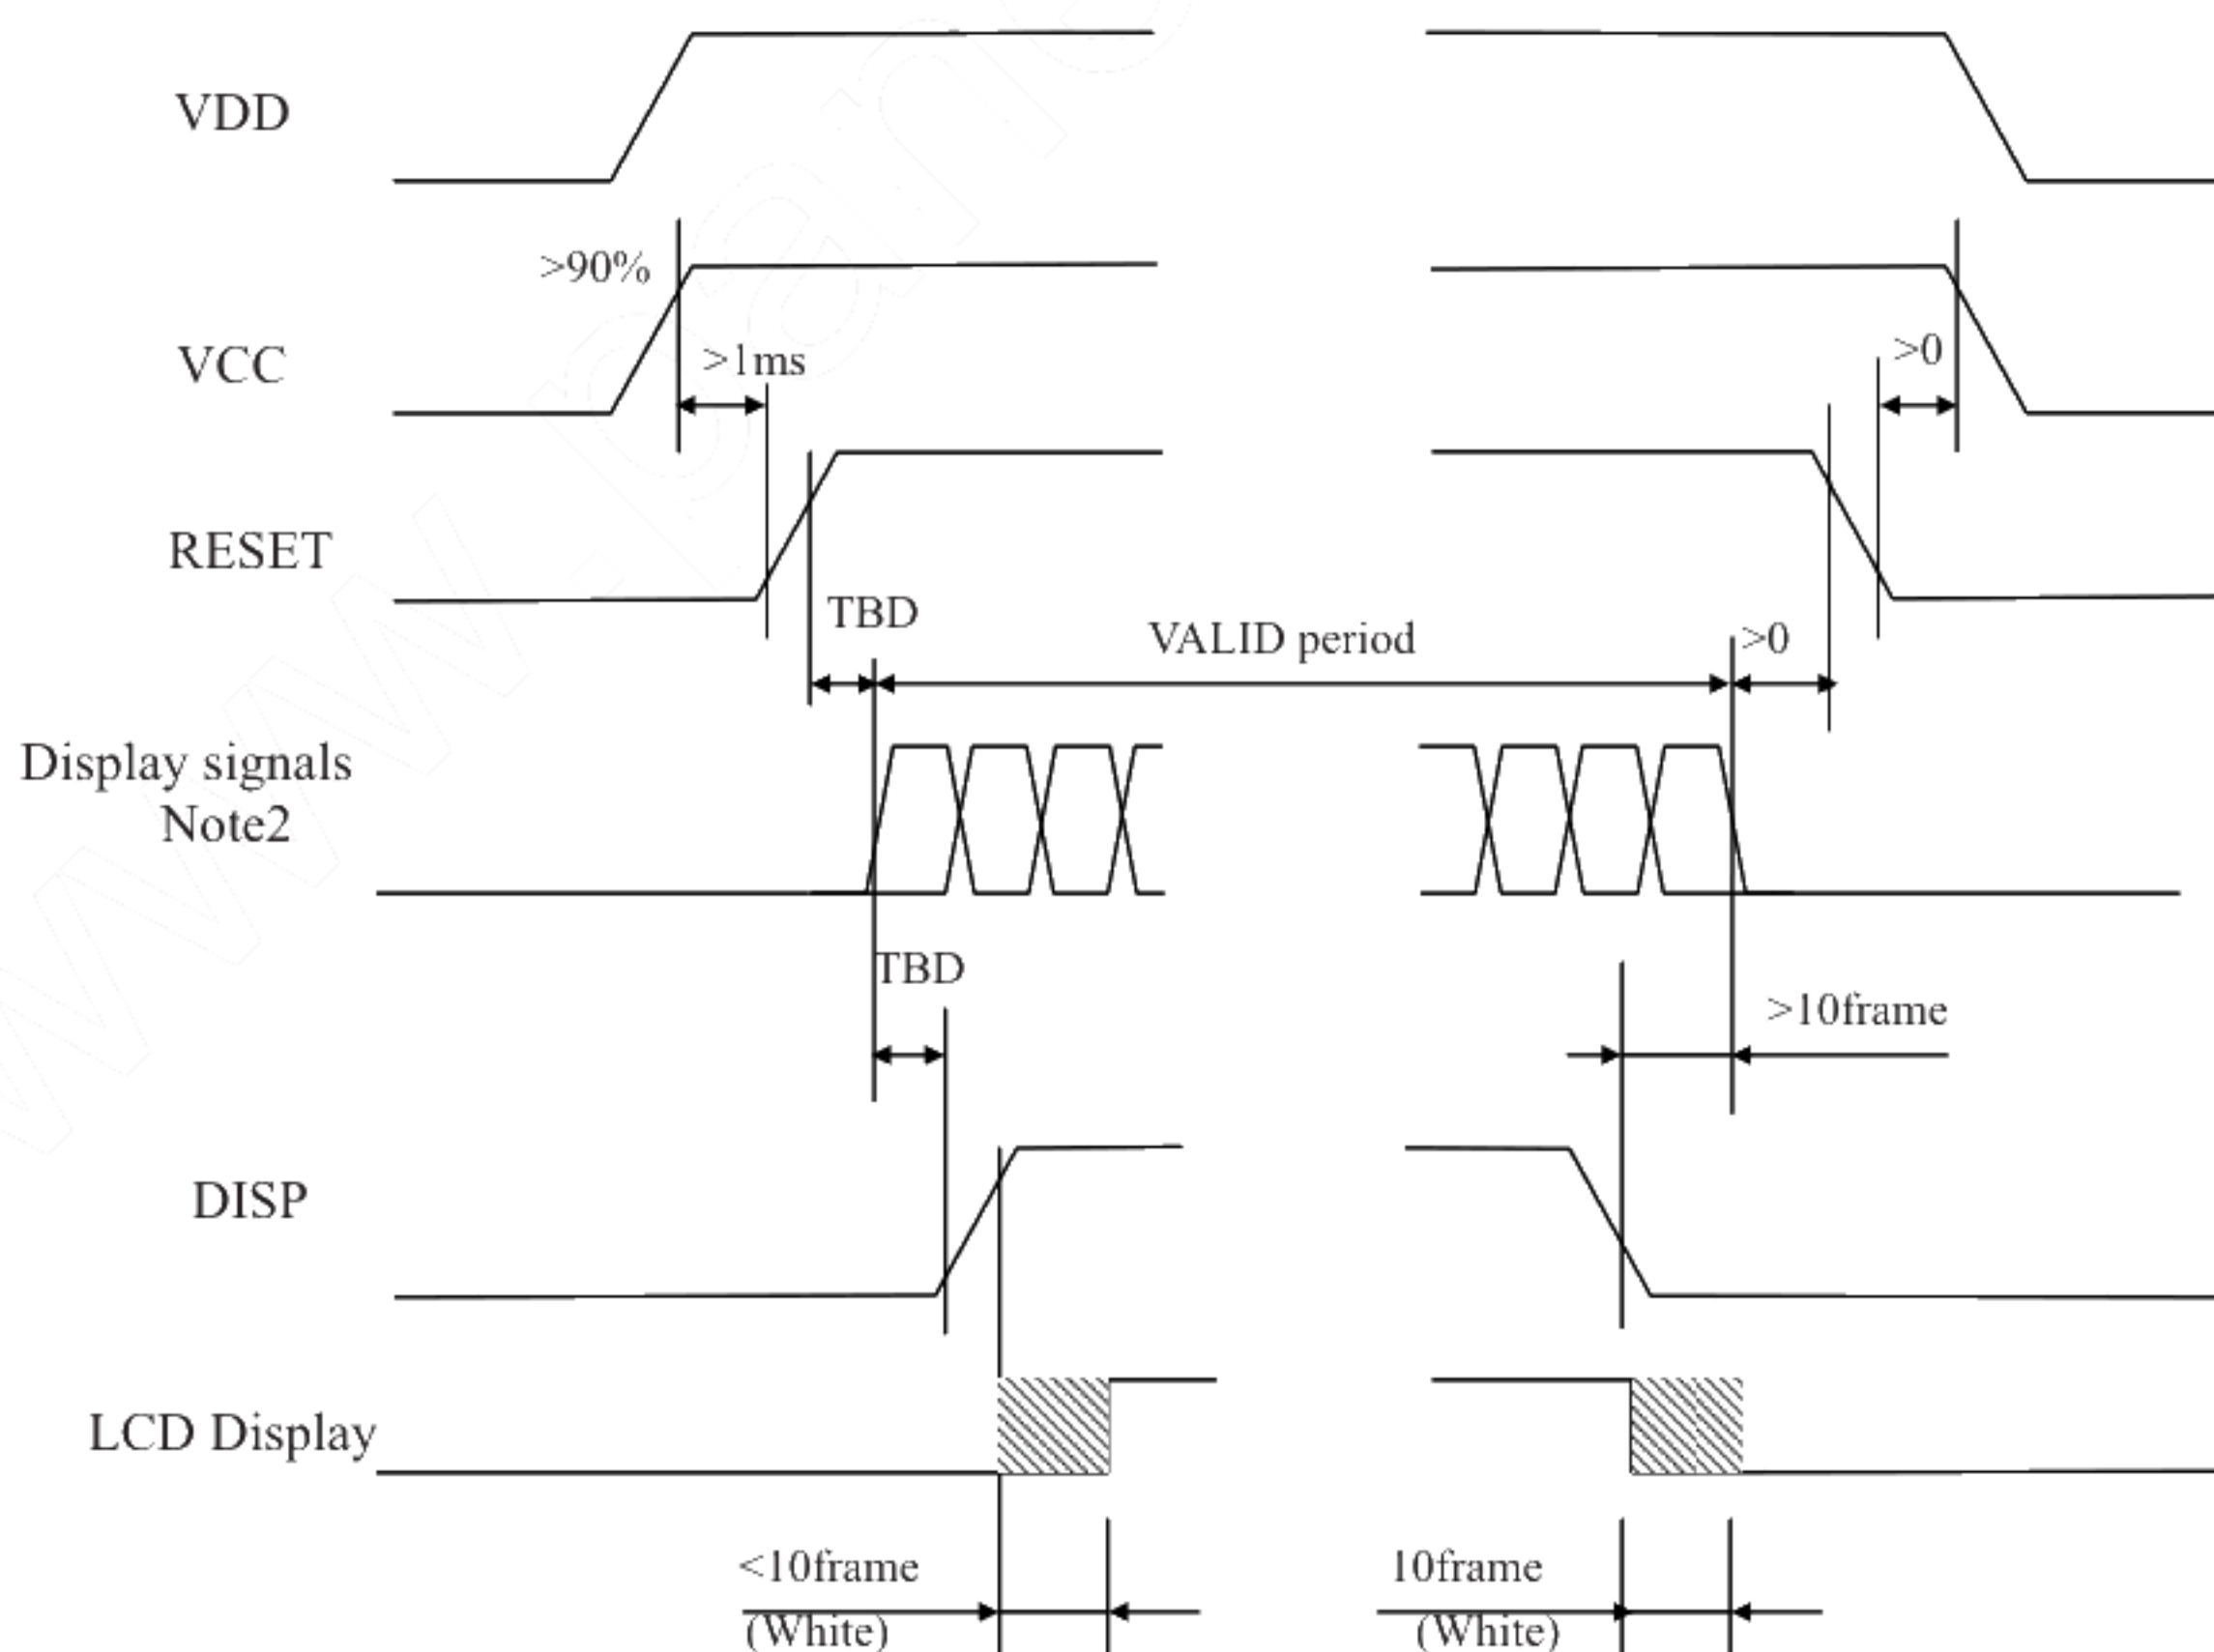 VDD
>90%
VCC
>1ms
>0
RESET
TBD
VALID period
>0
Display signals
Note2
TBD
>10frame
DISP
LCD Display
<10frame
(White)
10frame
(White)